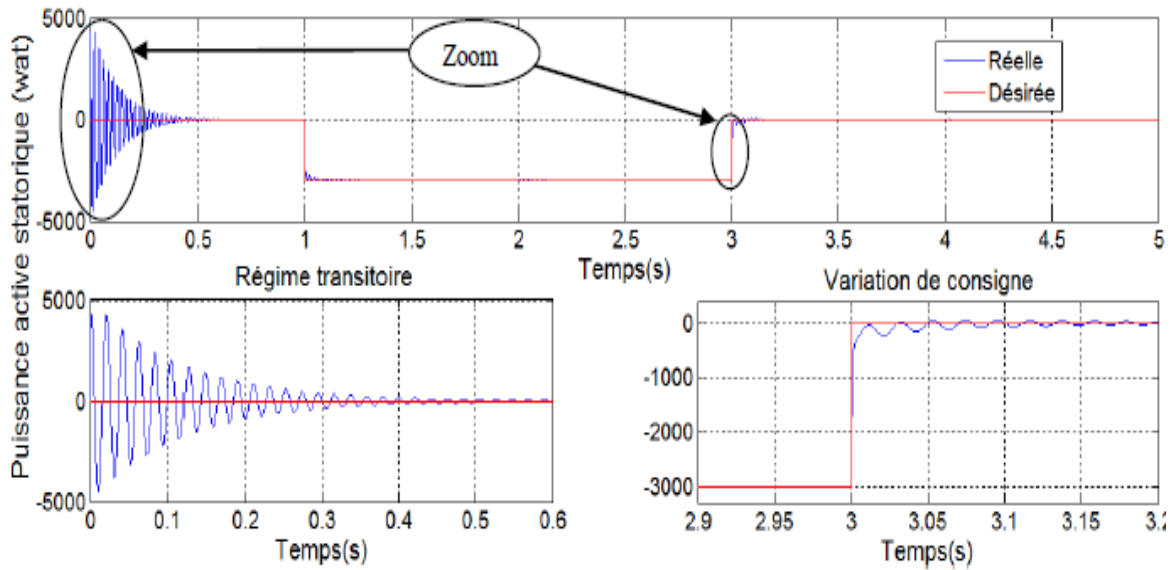 Puissance active statorique (wat)
5000
0
-5000
Zoom
Réelle
Désirée
0 0.5 1 1.5 2 2.5 3 3.5 4 4.5 5
Temps(s)
Régime transitoire
5000
0
-5000
0 0.1 0.2 0.3 0.4 0.5 0.6
Temps(s)
Variation de consigne
0
-1000
-2000
-3000
2.9 2.95 3 3.05 3.1 3.15 3.2
Temps(s)